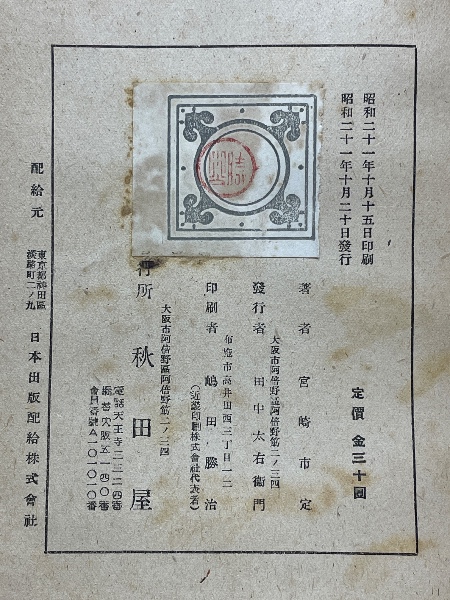 昭和二十一年十月十五日印刷
昭和二十一年十月二十日發行
定價 金三十圓
著者 宮崎市定
大阪市阿倍野區阿倍野筋二ノ三四
發行者 田中太右衞門
布施市高井田西三丁目一二
印刷者 嶋田勝治
(近畿印刷株式會社代表者)
大阪市阿倍野區阿倍野筋二ノ三四
行所 秋田屋
電話天王寺二三二四番
振替大阪五一四〇番
會員番號A一〇一〇一〇番
配給元 東京都神田區淡路町二ノ九 日本出版配給株式會社